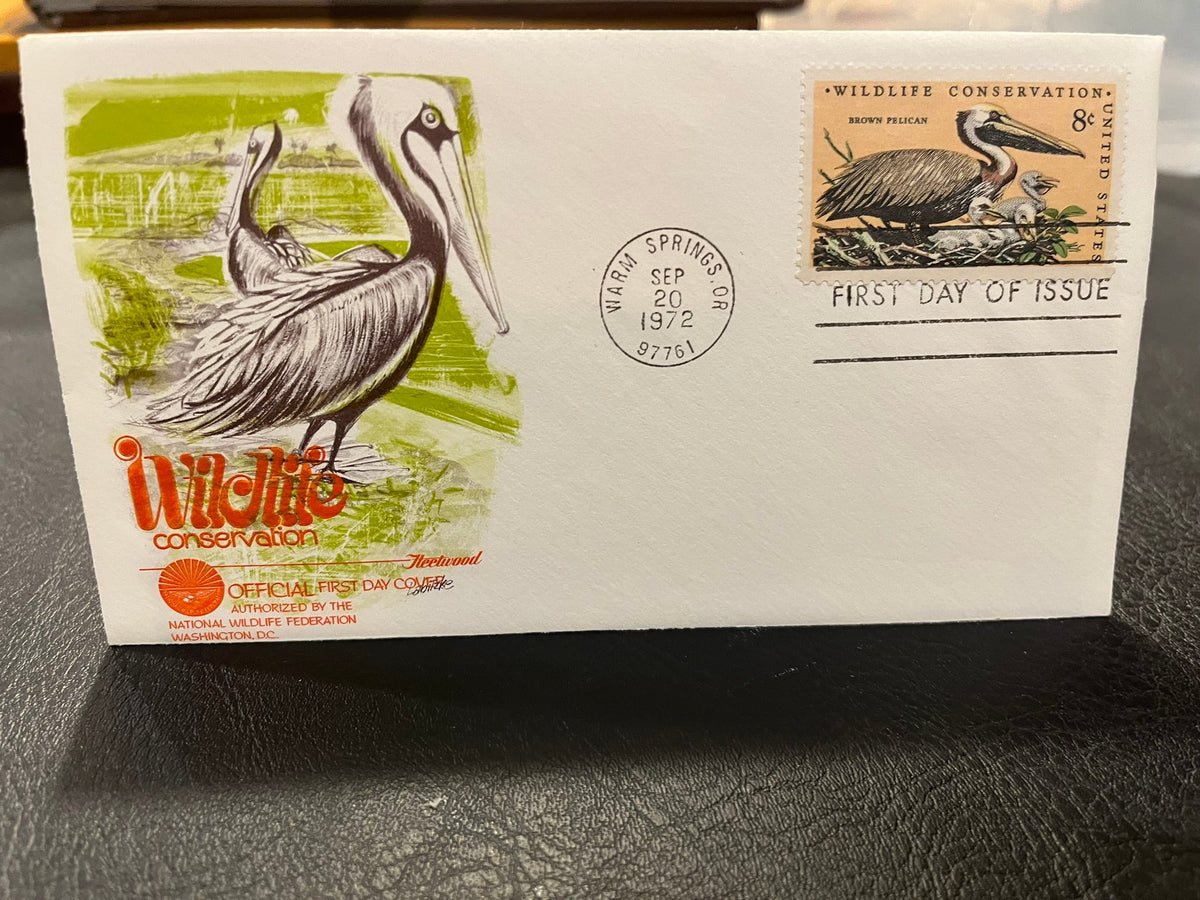 · WILDLIFE CONSERVATION ·
BROWN PELICAN
8c
UNITED STATES
WARM SPRINGS, OR
SEP
20
1972
97761
FIRST DAY OF ISSUE
Wildlife
conservation
Fleetwood
OFFICIAL FIRST DAY COVER
AUTHORIZED BY THE
NATIONAL WILDLIFE FEDERATION
WASHINGTON, D.C.